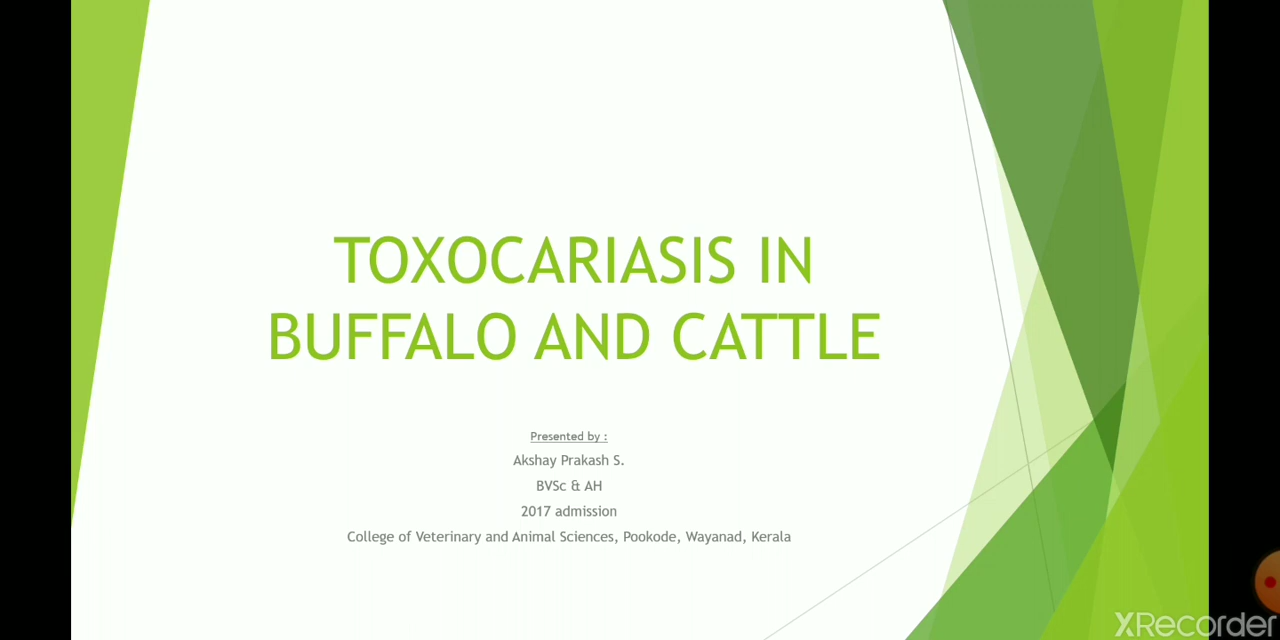 TOXOCARIASIS IN
BUFFALO AND CATTLE
Presented by :
Akshay Prakash S.
BVSc & AH
2017 admission
College of Veterinary and Animal Sciences, Pookode, Wayanad, Kerala
XRecorder